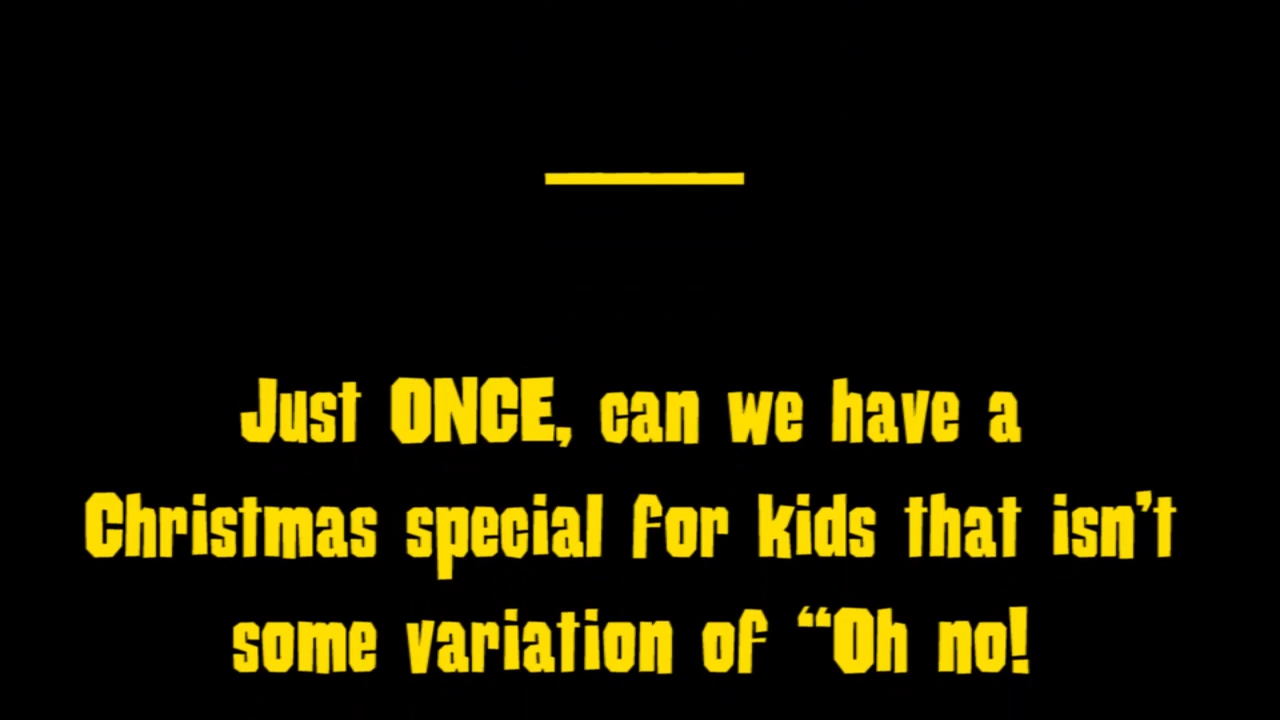 Just ONCE, can we have a
Christmas special for kids that isn’t
some variation of “Oh no!